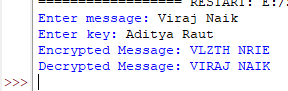 =================== RESTART: E:/
Enter message: Viraj Naik
Enter key: Aditya Raut
Encrypted Message: VLZTH NRIE
Decrypted Message: VIRAJ NAIK
>>>